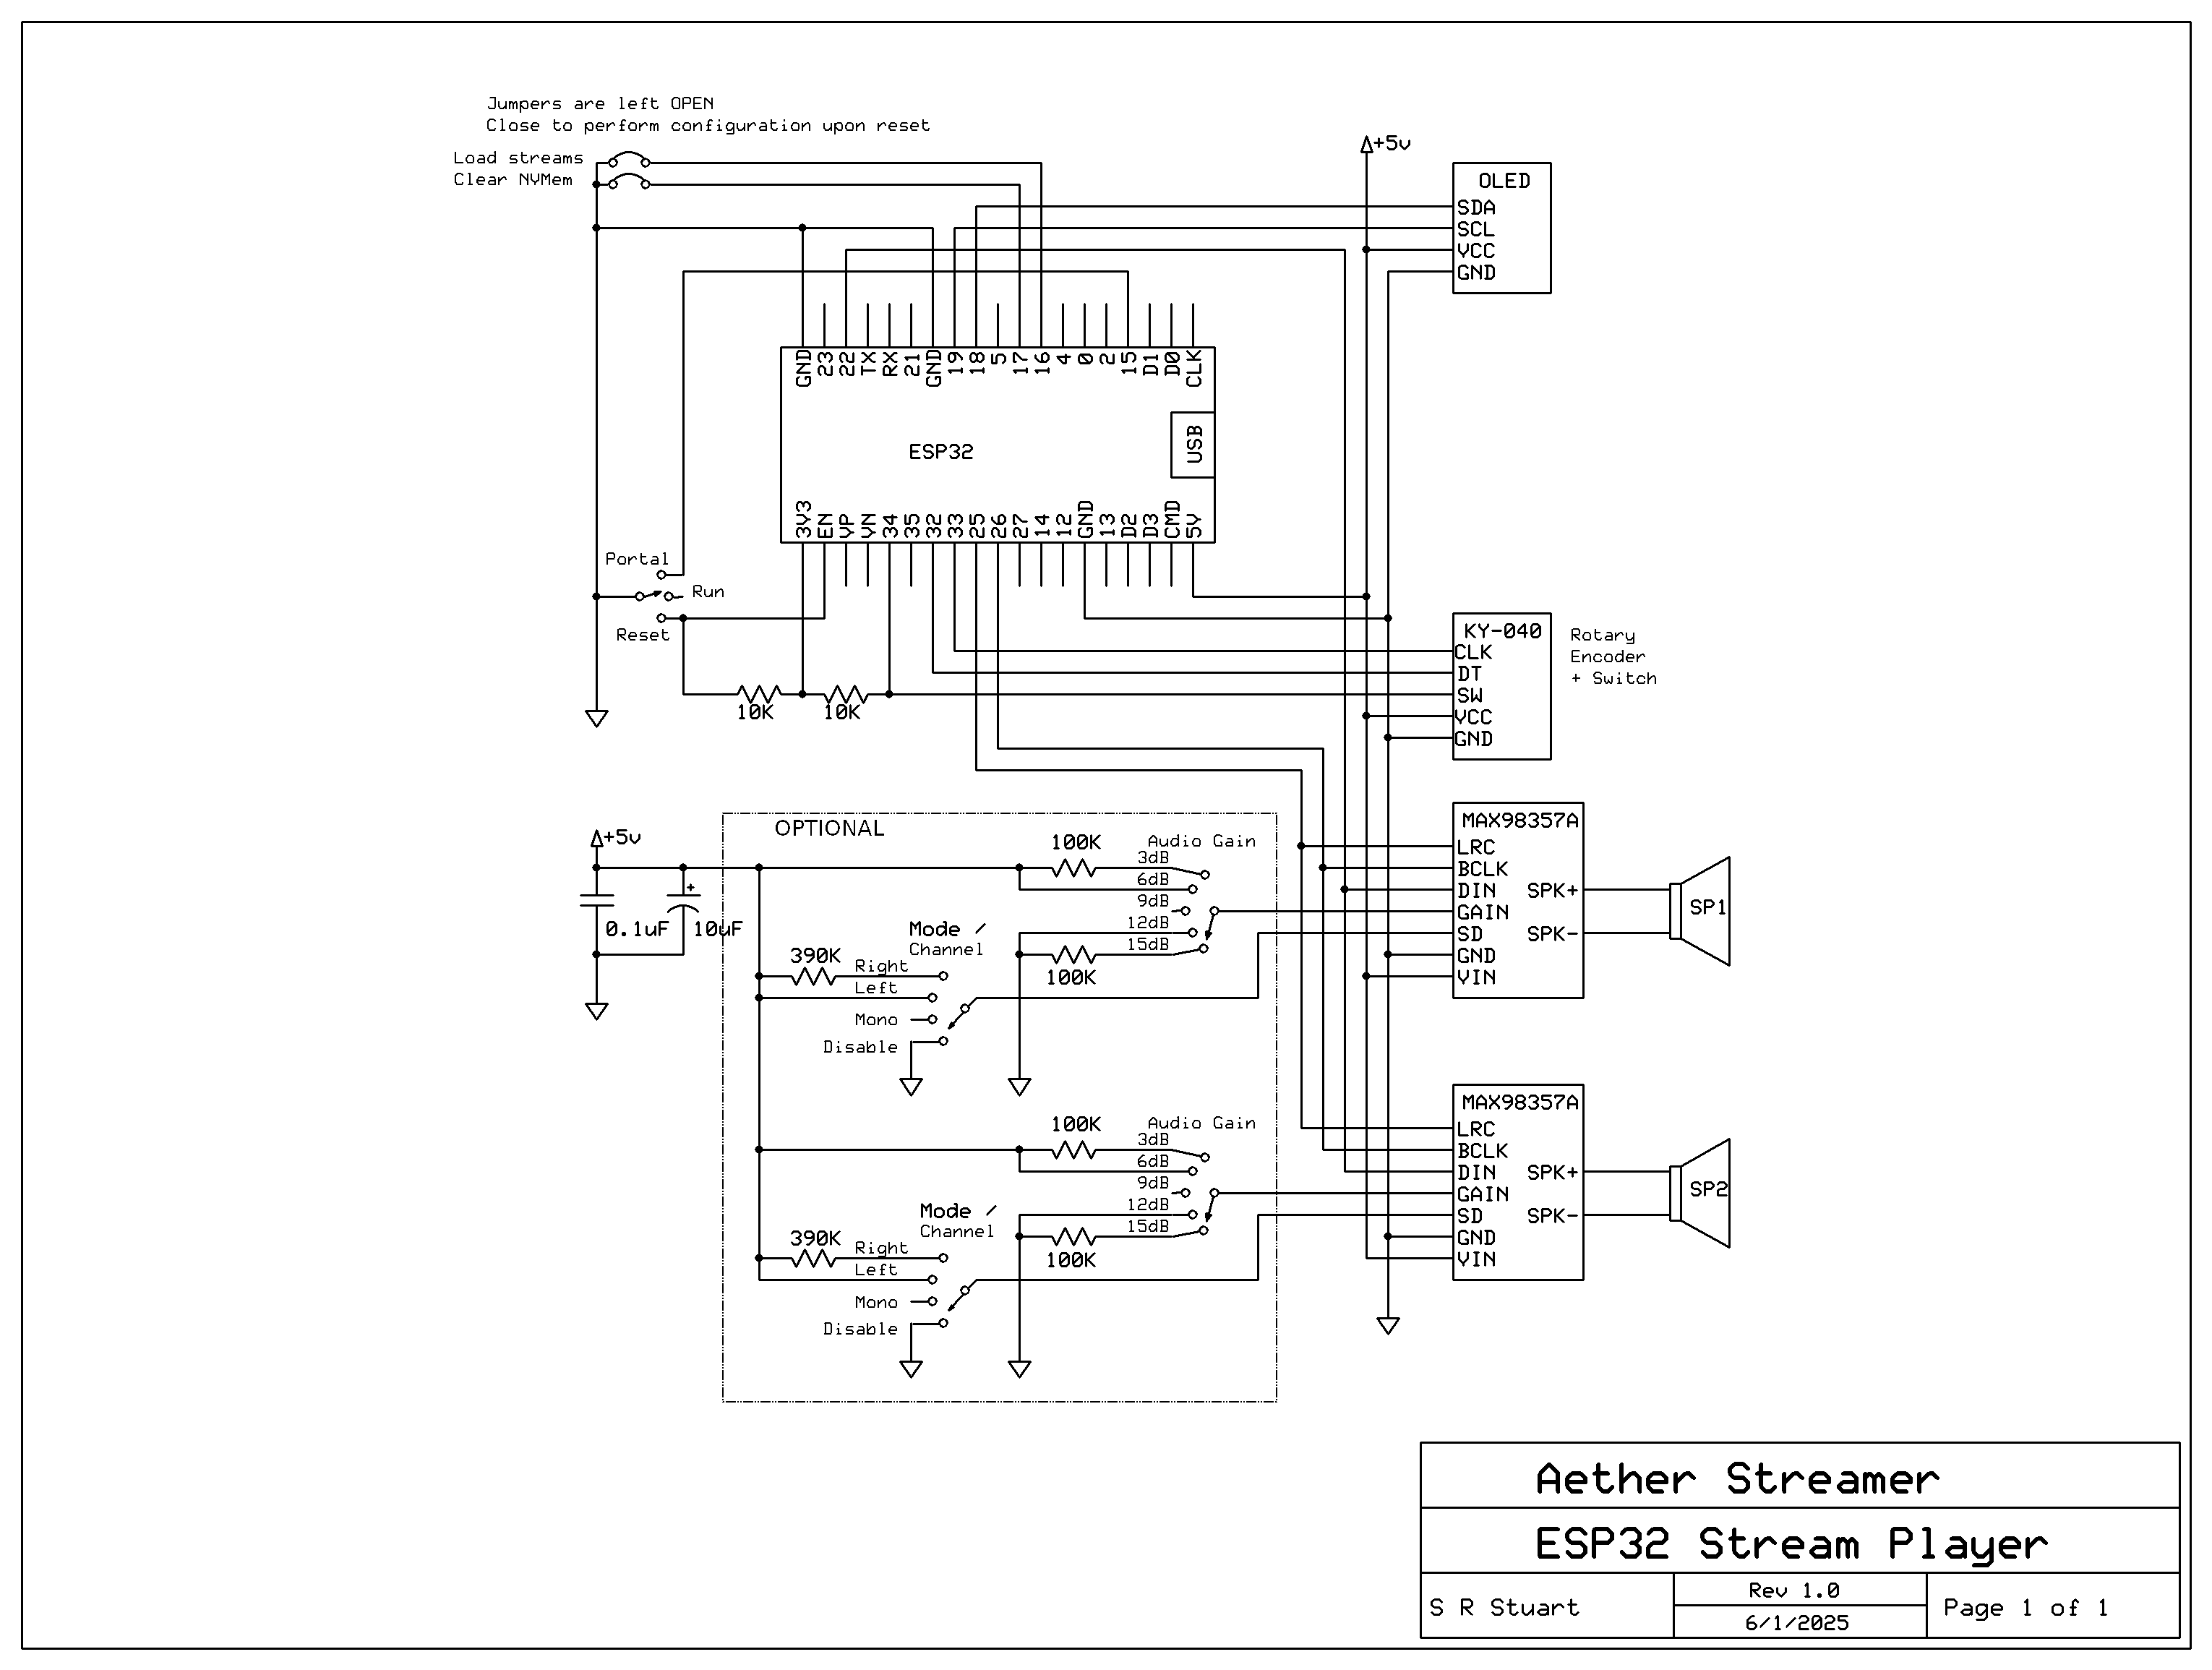 Jumpers are left OPEN
Close to perform configuration upon reset
Load streams
Clear NVMem
+5v
OLED
SDA
SCL
VCC
GND
GND 23 22 TX RX 21 GND 19 18 5 17 16 4 0 2 15 D1 D0 CLK
ESP32
USB
3V3 EN VP VN 34 35 32 33 25 26 27 14 12 GND 13 D2 D3 CMD 5V
Portal
Run
Reset
10K
10K
KY-040
CLK
DT
SW
VCC
GND
Rotary
Encoder
+ Switch
+5v
0.1uF
10uF
OPTIONAL
100K
Audio Gain
3dB
6dB
9dB
12dB
15dB
100K
Mode /
Channel
390K
Right
Left
Mono
Disable
MAX98357A
LRC
BCLK
DIN
GAIN
SD
GND
VIN
SPK+
SPK-
SP1
100K
Audio Gain
3dB
6dB
9dB
12dB
15dB
100K
Mode /
Channel
390K
Right
Left
Mono
Disable
MAX98357A
LRC
BCLK
DIN
GAIN
SD
GND
VIN
SPK+
SPK-
SP2
Aether Streamer
ESP32 Stream Player
S R Stuart
Rev 1.0
6/1/2025
Page 1 of 1